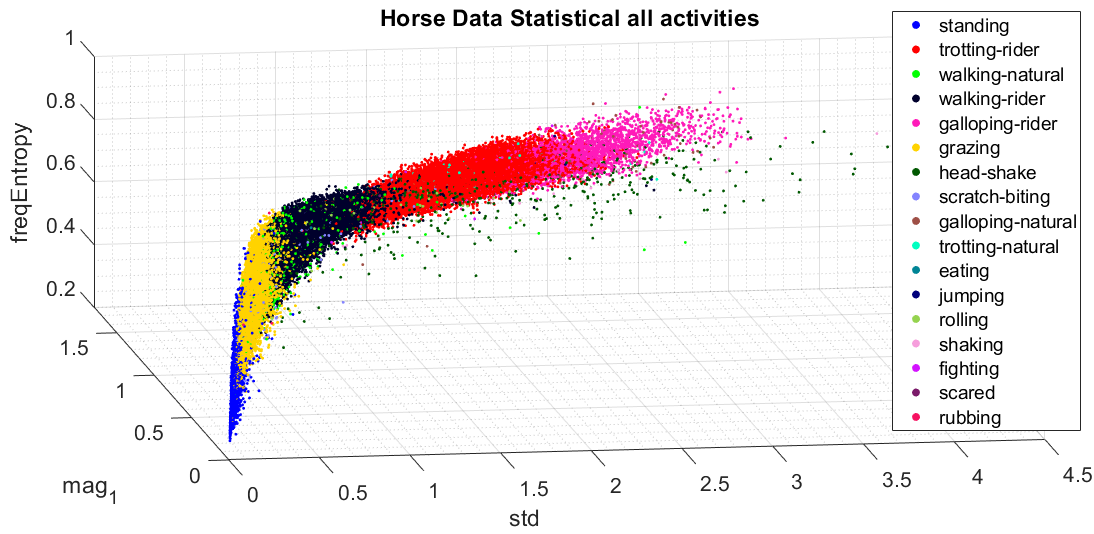 Horse Data Statistical all activities
freqEntropy
1
0.8
0.6
0.4
0.2
1.5
1
0.5
0
mag1
0
0.5
1
1.5
2
2.5
3
3.5
4
4.5
std
standing
trotting-rider
walking-natural
walking-rider
galloping-rider
grazing
head-shake
scratch-biting
galloping-natural
trotting-natural
eating
jumping
rolling
shaking
fighting
scared
rubbing